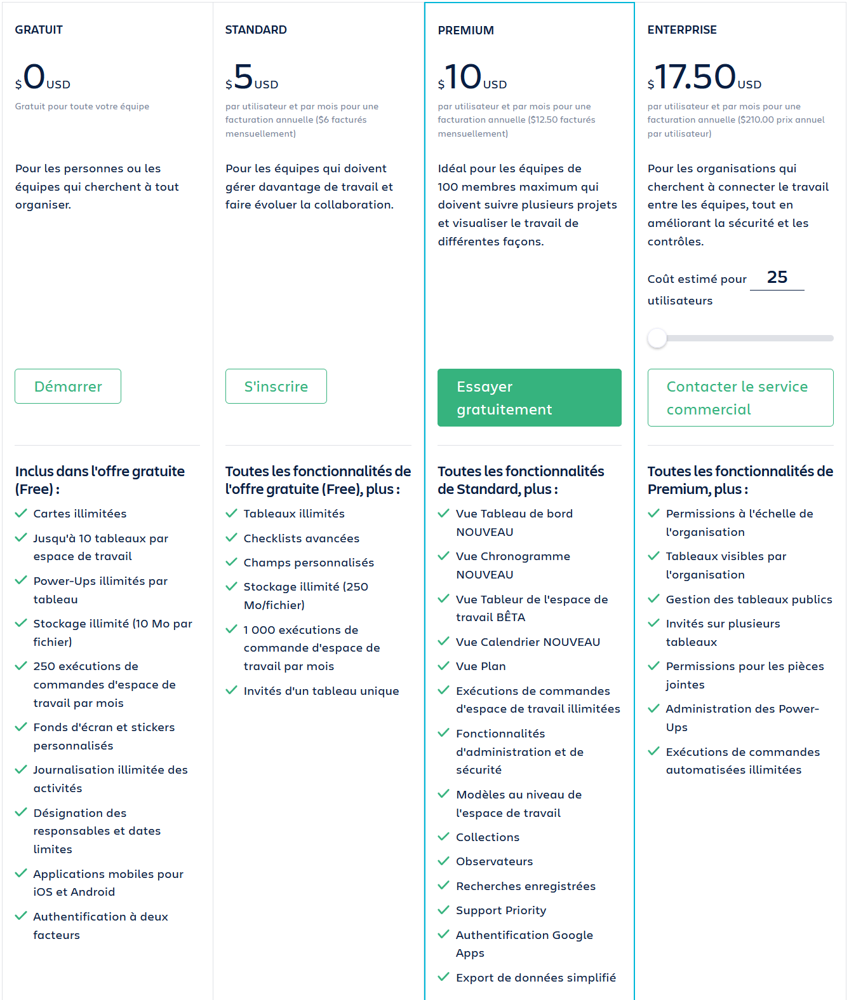 GRATUIT
$0USD
Gratuit pour toute votre équipe
Pour les personnes ou les
équipes qui cherchent à tout
organiser.
Démarrer
Inclus dans l'offre gratuite
(Free) :
Cartes illimitées
Jusqu'à 10 tableaux par
espace de travail
Power-Ups illimités par
tableau
Stockage illimité (10 Mo par
fichier)
250 exécutions de
commandes d'espace de
travail par mois
Fonds d'écran et stickers
personnalisés
Journalisation illimitée des
activités
Désignation des
responsables et dates
limites
Applications mobiles pour
iOS et Android
Authentification à deux
facteurs
STANDARD
$5USD
par utilisateur et par mois pour une
facturation annuelle ($6 facturés
mensuellement)
Pour les équipes qui doivent
gérer davantage de travail et
faire évoluer la collaboration.
S'inscrire
Toutes les fonctionnalités de
l'offre gratuite (Free), plus :
Tableaux illimités
Checklists avancées
Champs personnalisés
Stockage illimité (250
Mo/fichier)
1 000 exécutions de
commande d'espace de
travail par mois
Invités d'un tableau unique
PREMIUM
$10USD
par utilisateur et par mois pour une
facturation annuelle ($12.50 facturés
mensuellement)
Idéal pour les équipes de
100 membres maximum qui
doivent suivre plusieurs projets
et visualiser le travail de
différentes façons.
Essayer
gratuitement
Toutes les fonctionnalités
de Standard, plus :
Vue Tableau de bord
NOUVEAU
Vue Chronogramme
NOUVEAU
Vue Tableur de l'espace de
travail BÊTA
Vue Calendrier NOUVEAU
Vue Plan
Exécutions de commandes
d'espace de travail illimitées
Fonctionnalités
d'administration et de
sécurité
Modèles au niveau de
l'espace de travail
Collections
Observateurs
Recherches enregistrées
Support Priority
Authentification Google
Apps
Export de données simplifié
ENTERPRISE
$17.50USD
par utilisateur et par mois pour une
facturation annuelle ($210.00 prix annuel
par utilisateur)
Pour les organisations qui
cherchent à connecter le travail
entre les équipes, tout en
améliorant la sécurité et les
contrôles.
Coût estimé pour 25
utilisateurs
Contacter le service
commercial
Toutes les fonctionnalités de
Premium, plus :
Permissions à l'échelle de
l'organisation
Tableaux visibles par
l'organisation
Gestion des tableaux publics
Invités sur plusieurs
tableaux
Permissions pour les pièces
jointes
Administration des Power-
Ups
Exécutions de commandes
automatisées illimitées